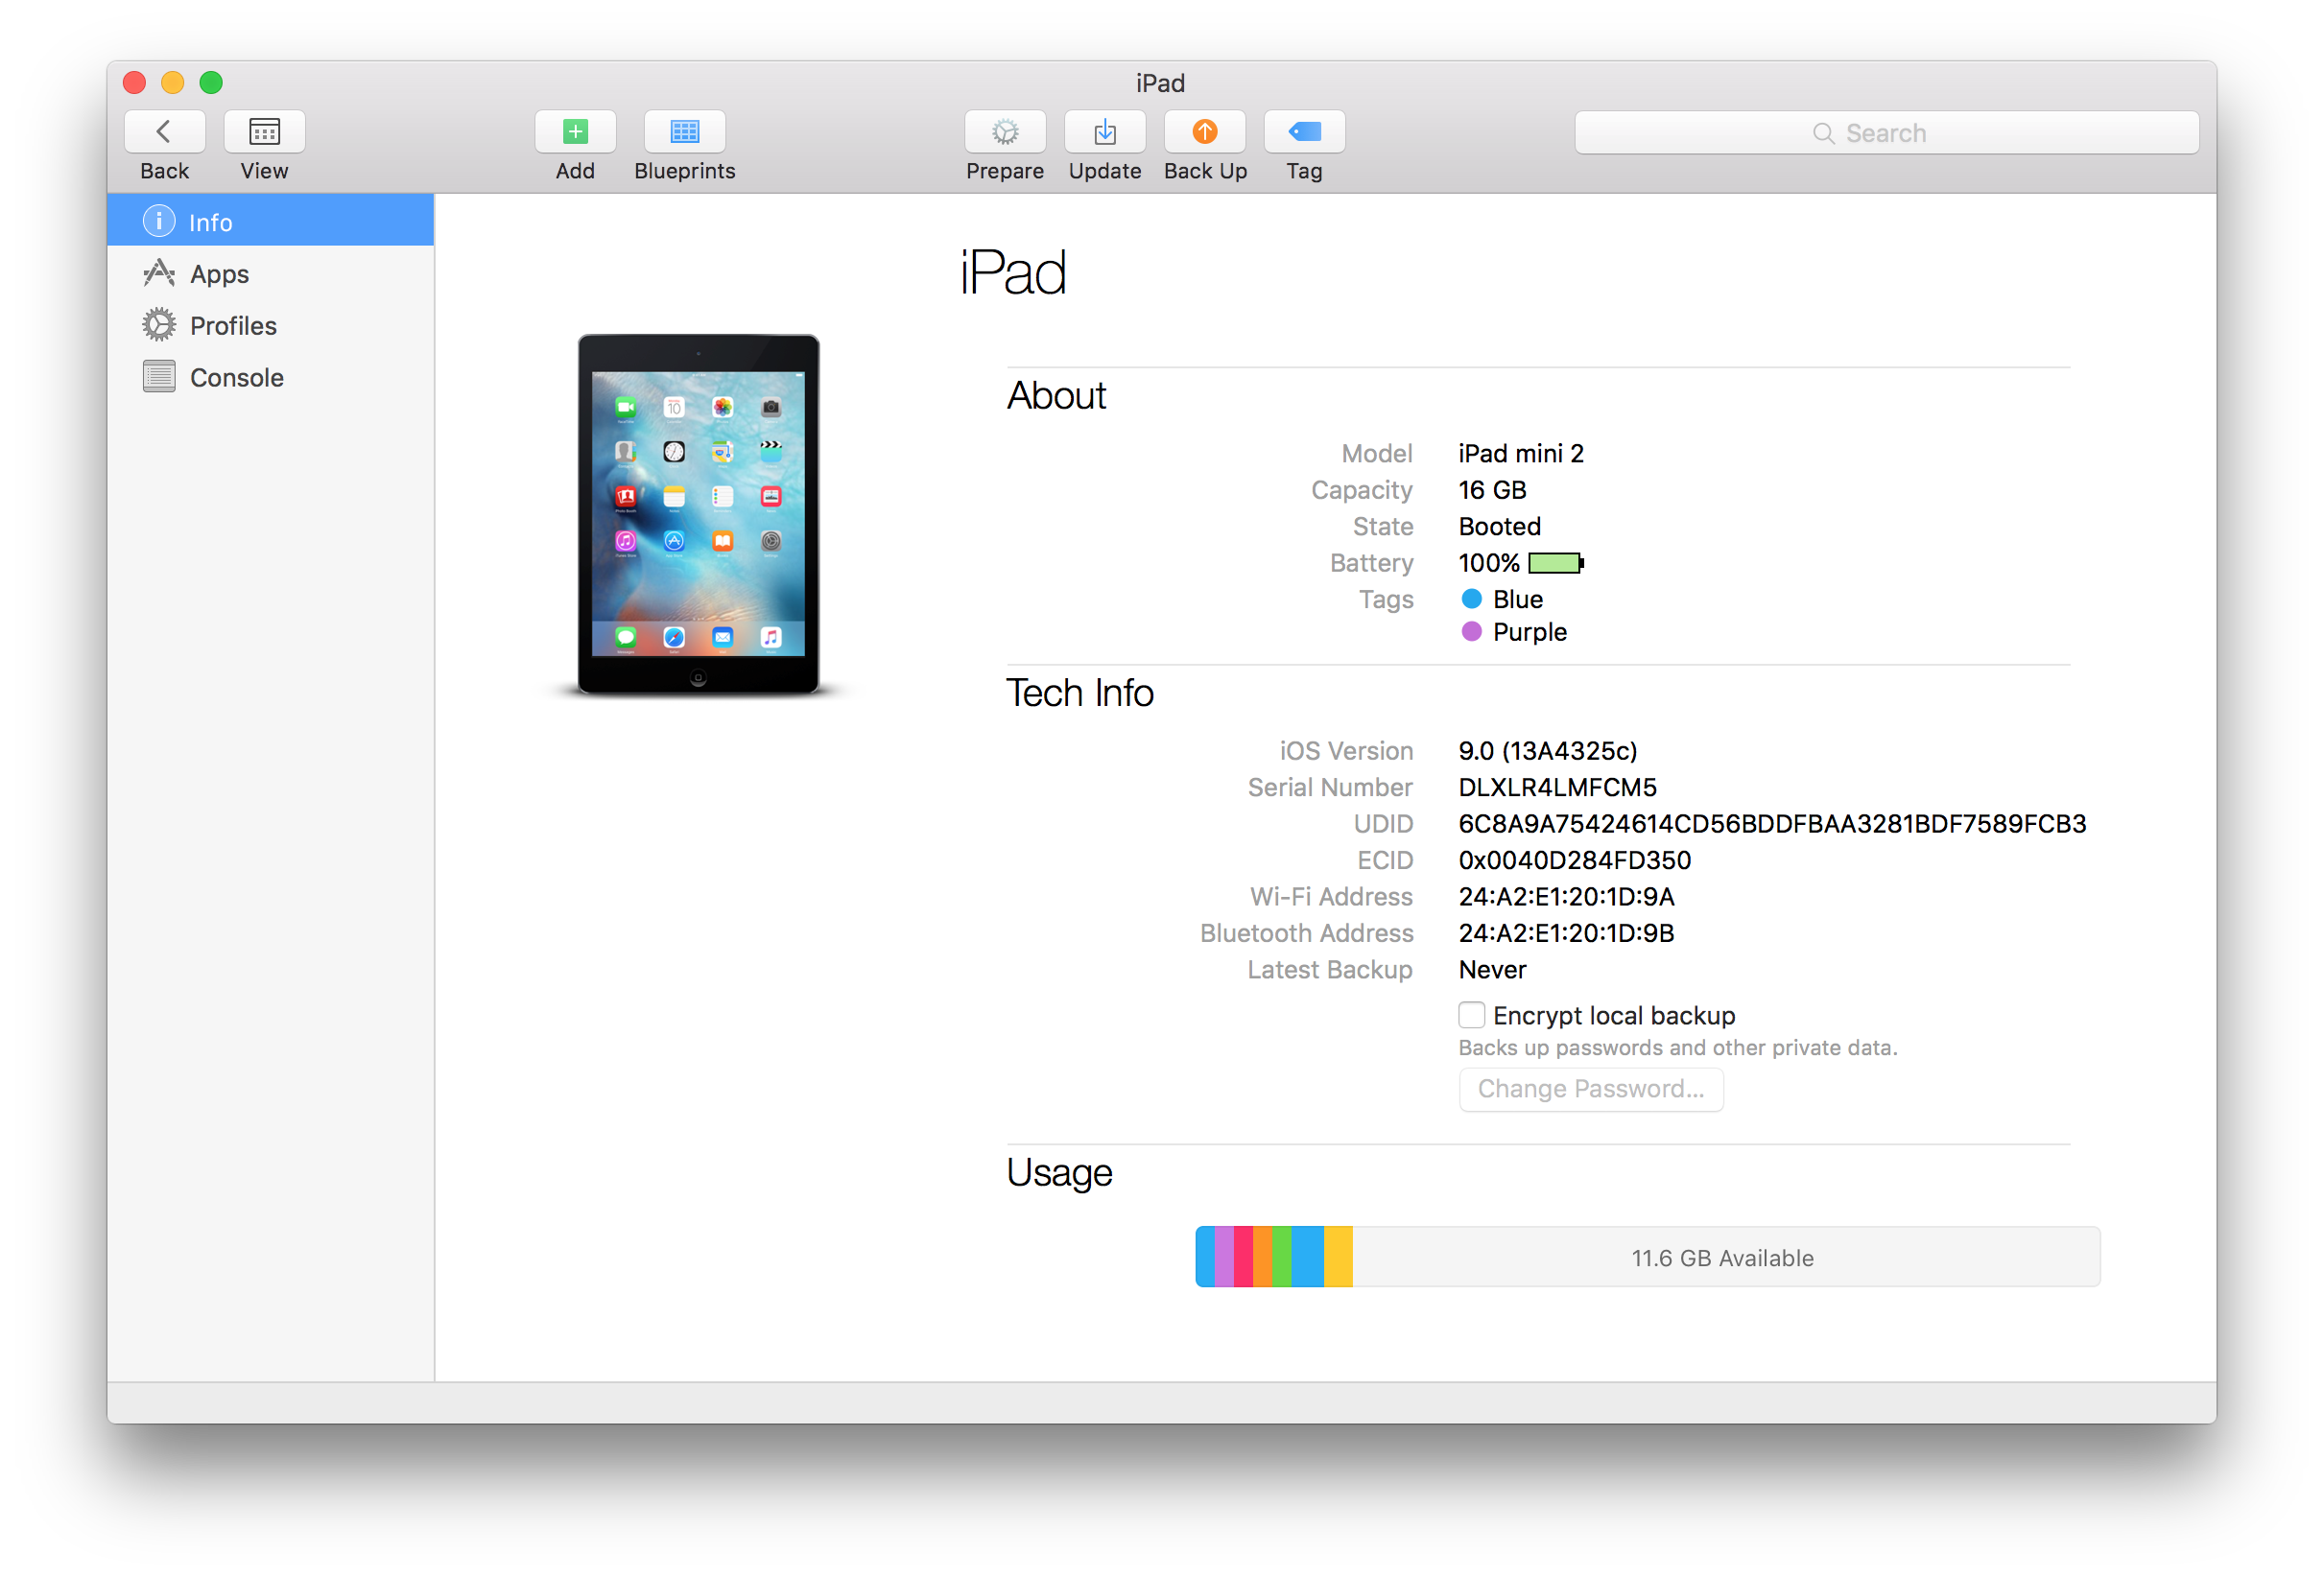 iPad
Search
Back
View
Add
Blueprints
Prepare
Update
Back Up
Tag
Info
Apps
Profiles
Console
iPad
About
Model iPad mini 2
Capacity 16 GB
State Booted
Battery 100%
Tags Blue
Purple
Tech Info
iOS Version 9.0 (13A4325c)
Serial Number DLXLR4LMFCM5
UDID 6C8A9A75424614CD56BDDFBAA3281BDF7589FCB3
ECID 0x0040D284FD350
Wi-Fi Address 24:A2:E1:20:1D:9A
Bluetooth Address 24:A2:E1:20:1D:9B
Latest Backup Never
Encrypt local backup
Backs up passwords and other private data.
Change Password...
Usage
11.6 GB Available